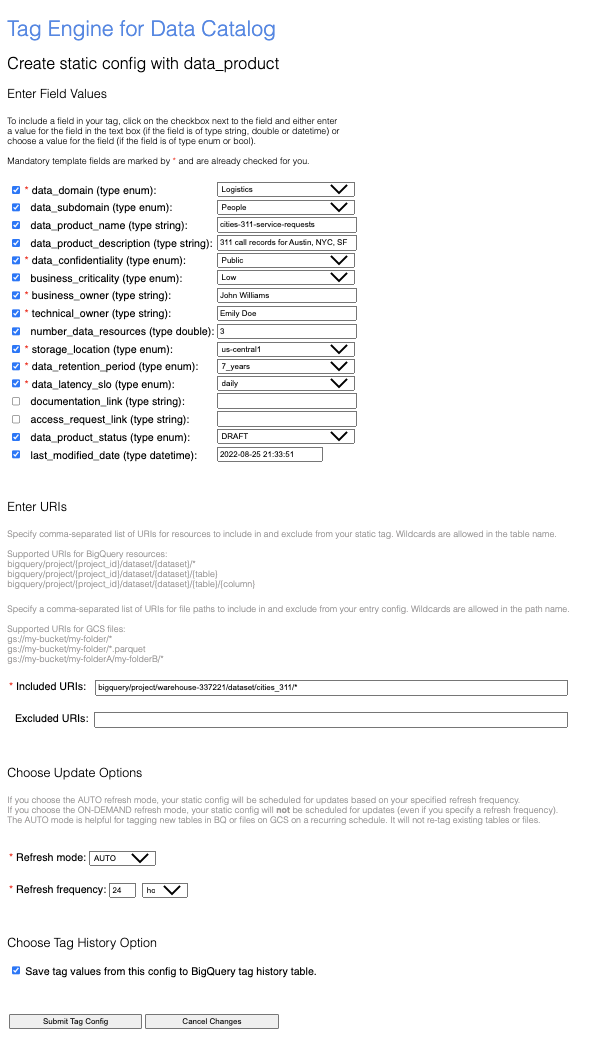 Tag Engine for Data Catalog
Create static config with data_product
Enter Field Values
To include a field in your tag, click on the checkbox next to the field and either enter
a value for the field in the text box (if the field is of type string, double or datetime) or
choose a value for the field (if the field is of type enum or bool).
Mandatory template fields are marked by * and are already checked for you.
* data_domain (type enum): Logistics
data_subdomain (type enum): People
* data_product_name (type string): cities-311-service-requests
data_product_description (type string): 311 call records for Austin, NYC, SF
* data_confidentiality (type enum): Public
business_criticality (type enum): Low
* business_owner (type string): John Williams
* technical_owner (type string): Emily Doe
number_data_resources (type double): 3
* storage_location (type enum): us-central1
* data_retention_period (type enum): 7_years
* data_latency_slo (type enum): daily
documentation_link (type string):
access_request_link (type string):
data_product_status (type enum): DRAFT
last_modified_date (type datetime): 2022-08-25 21:33:51
Enter URIs
Specify comma-separated list of URIs for resources to include in and exclude from your static tag. Wildcards are allowed in the table name.
Supported URIs for BigQuery resources:
bigquery/project/{project_id}/dataset/{dataset}/*
bigquery/project/{project_id}/dataset/{dataset}/{table}
bigquery/project/{project_id}/dataset/{dataset}/{table}/{column}
Specify a comma-separated list of URIs for file paths to include in and exclude from your entry config. Wildcards are allowed in the path name.
Supported URIs for GCS files:
gs://my-bucket/my-folder/*
gs://my-bucket/my-folder/*.parquet
gs://my-bucket/my-folderA/my-folderB/*
* Included URIs: bigquery/project/warehouse-337221/dataset/cities_311/*
Excluded URIs:
Choose Update Options
If you choose the AUTO refresh mode, your static config will be scheduled for updates based on your specified refresh frequency.
If you choose the ON-DEMAND refresh mode, your static config will not be scheduled for updates (even if you specify a refresh frequency).
The AUTO mode is helpful for tagging new tables in BQ or files on GCS on a recurring schedule. It will not re-tag existing tables or files.
* Refresh mode: AUTO
* Refresh frequency: 24 hc
Choose Tag History Option
Save tag values from this config to BigQuery tag history table.
Submit Tag Config Cancel Changes